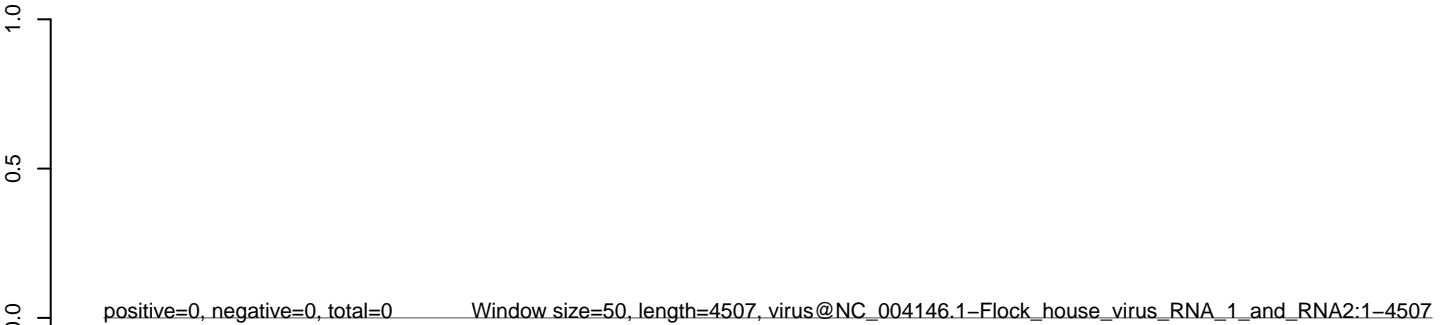 1.0
0.5
0.0
positive=0, negative=0, total=0 Window size=50, length=4507, virus@NC_004146.1−Flock_house_virus_RNA_1_and_RNA2:1−4507